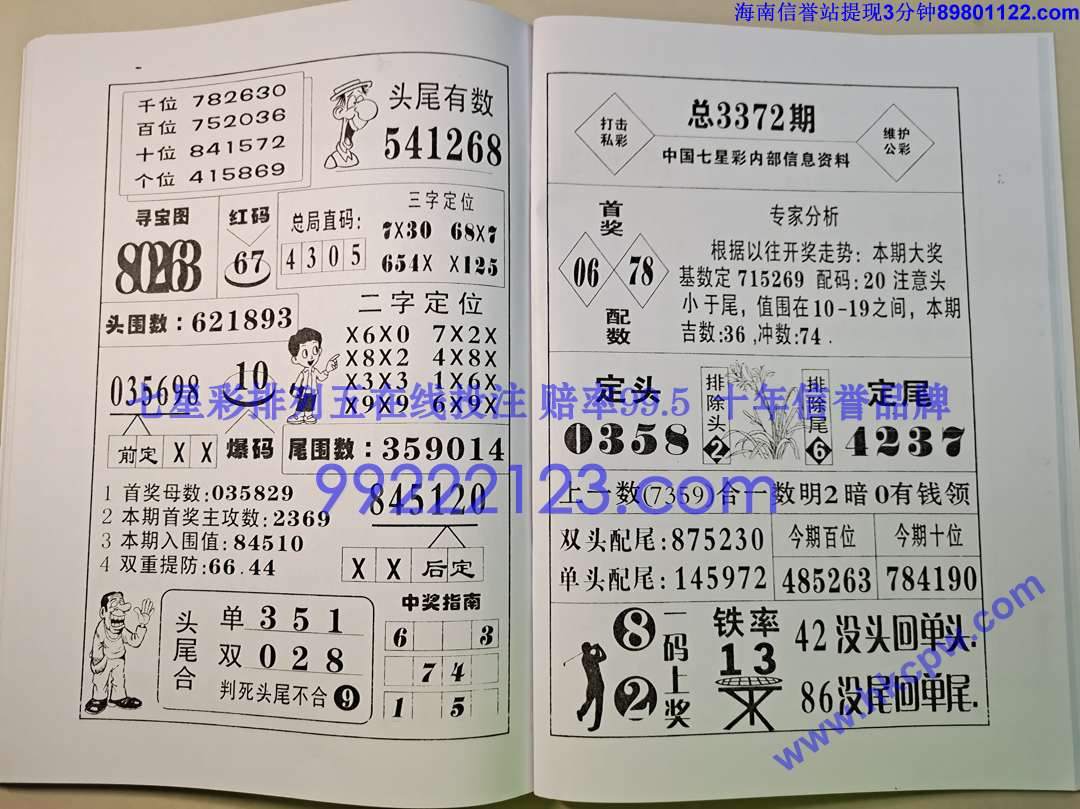 海南信誉站提现3分钟89801122.com
千位 782630
百位 752036
十位 841572
个位 415869
头尾有数
541268
寻宝图
80263
红码
67
总局直码:
4305
三字定位
7X30 68X7
654X X125
头围数:621893
二字定位
X6X0 7X2X
X8X2 4X8X
X3X3 1X6X
X9X9 6X9X
035698
10
前定 X X
爆码
尾围数:359014
1 首奖母数:035829
2 本期首奖主攻数:2369
3 本期入围值:84510
4 双重提防:66.44
845120
X X 后定
头尾合
单 351
双 028
判死头尾不合9
中奖指南
6 3
7 4
1 5
打击私彩
总3372期
中国七星彩内部信息资料
维护公彩
首奖
06 78
配数
专家分析
根据以往开奖走势:本期大奖
基数定 715269 配码:20 注意头
小于尾，值围在10-19之间，本期
吉数:36 ,冲数:74 .
定头
0358
排除头2
排除尾6
定尾
4237
七星彩排列五在线投注 赔率99.5 十年信誉品牌
99222123.com
上一数(7359)合一数明2暗0有钱领
双头配尾:875230
单头配尾:145972
今期百位
485263
今期十位
784190
8
2
一码上奖
铁率
13
42没头回单头.
86没尾回单尾.
www.hkcpw.com